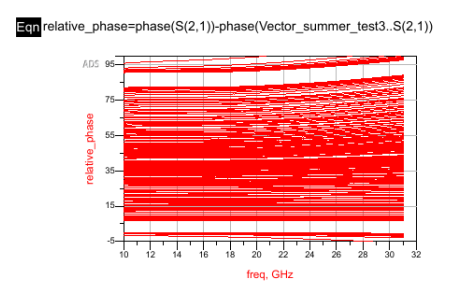 Eqn relative_phase=phase(S(2,1))-phase(Vector_summer_test3..S(2,1))
ADS
95
75
55
35
15
-5
relative_phase
10 12 14 16 18 20 22 24 26 28 30 32
freq, GHz